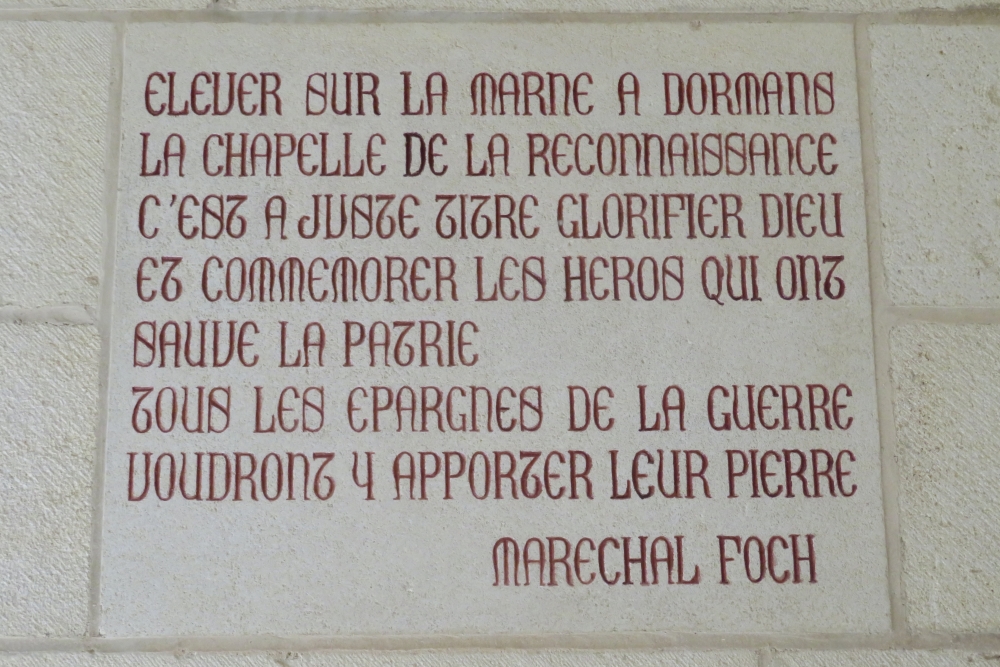 ELEVER SUR LA MARNE A DORMANS
LA CHAPELLE DE LA RECONNAISSANCE
C'EST A JUSTE TITRE GLORIFIER DIEU
ET COMMEMORER LES HEROS QUI ONT
SAUVE LA PATRIE
TOUS LES EPARGNES DE LA GUERRE
VOUDRONT Y APPORTER LEUR PIERRE
MARECHAL FOCH